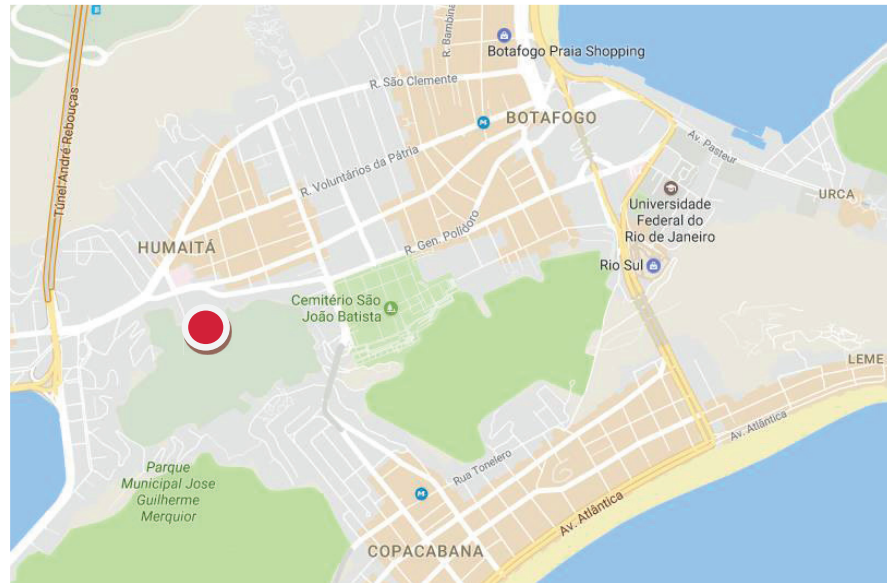 R. Bambina
Botafogo Praia Shopping
R. São Clemente
BOTAFOGO
M
Túnel André Rebouças
R. Voluntários da Pátria
Av. Pasteur
URCA
Universidade
Federal do
Rio de Janeiro
HUMAITÁ
R. Gen. Polidoro
Rio Sul
Cemitério São
João Batista
LEME
Av. Atlântica
Parque
Municipal Jose
Guilherme
Merquior
Rua Tonelero
M
Av. Atlântica
COPACABANA